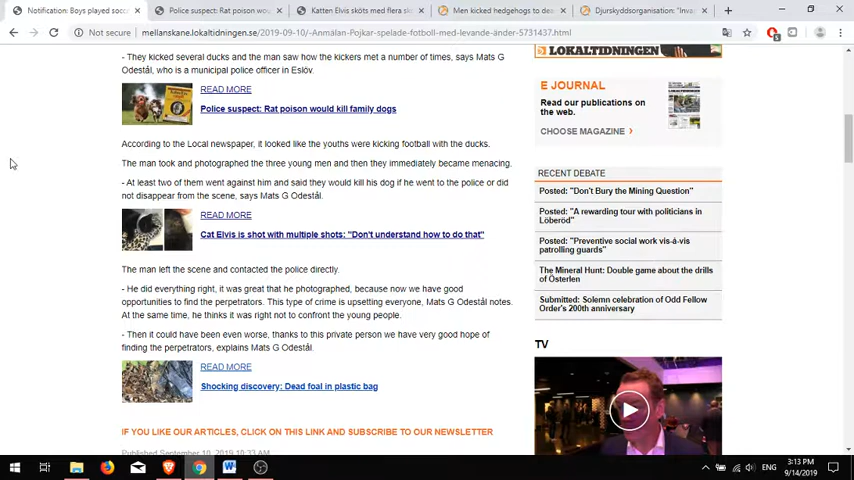 Notification: Boys played socc
Police suspect: Rat poison wou
Katten Elvis sköts med flera sk
Men kicked hedgehogs to dea
Djurskyddsorganisation: "Inva
Not secure | mellanskane.lokaltidningen.se/2019-09-10/-Anmälan-Pojkar-spelade-fotboll-med-levande-änder-5731437.html
- They kicked several ducks and the man saw how the kickers met a number of times, says Mats G
Odestål, who is a municipal police officer in Eslöv.
READ MORE
Police suspect: Rat poison would kill family dogs
According to the Local newspaper, it looked like the youths were kicking football with the ducks.
The man took and photographed the three young men and then they immediately became menacing.
- At least two of them went against him and said they would kill his dog if he went to the police or did
not disappear from the scene, says Mats G Odestål.
READ MORE
Cat Elvis is shot with multiple shots: "Don't understand how to do that"
The man left the scene and contacted the police directly.
- He did everything right, it was great that he photographed, because now we have good
opportunities to find the perpetrators. This type of crime is upsetting everyone, Mats G Odestål notes.
At the same time, he thinks it was right not to confront the young people.
- Then it could have been even worse, thanks to this private person we have very good hope of
finding the perpetrators, explains Mats G Odestål.
READ MORE
Shocking discovery: Dead foal in plastic bag
IF YOU LIKE OUR ARTICLES, CLICK ON THIS LINK AND SUBSCRIBE TO OUR NEWSLETTER
Published September 10, 2019 10:33 AM
LOKALTIDNINGEN
E JOURNAL
Read our publications on
the web.
CHOOSE MAGAZINE
RECENT DEBATE
Posted: "Don't Bury the Mining Question"
Posted: "A rewarding tour with politicians in
Löberöd"
Posted: "Preventive social work vis-à-vis
patrolling guards"
The Mineral Hunt: Double game about the drills
of Österlen
Submitted: Solemn celebration of Odd Fellow
Order's 200th anniversary
TV
ENG
3:13 PM
9/14/2019